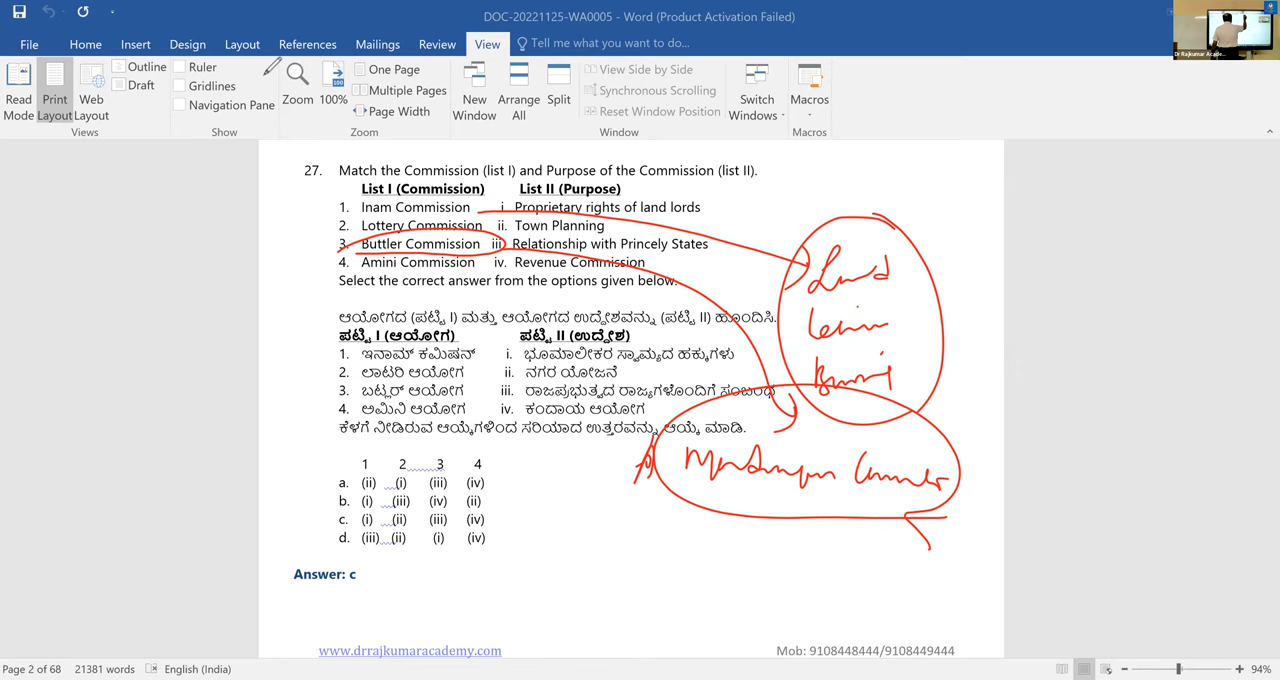 DOC-20221125-WA0005 - Word (Product Activation Failed)
File Home Insert Design Layout References Mailings Review View Tell me what you want to do...
Read Mode Print Layout Web Layout Outline Draft
Views
Ruler
Gridlines
Navigation Pane
Show
Zoom 100% One Page
Multiple Pages
Page Width
Zoom
New Window Arrange All Split View Side by Side
Synchronous Scrolling
Reset Window Position
Window
Switch Windows
Macros
Macros
Dr Rajkumar Acade...
27. Match the Commission (list I) and Purpose of the Commission (list II).
List I (Commission) List II (Purpose)
1. Inam Commission i. Proprietary rights of land lords
2. Lottery Commission ii. Town Planning
3. Buttler Commission iii. Relationship with Princely States
4. Amini Commission iv. Revenue Commission
Select the correct answer from the options given below.
ಆಯೋಗದ (ಪಟ್ಟಿ I) ಮತ್ತು ಆಯೋಗದ ಉದ್ದೇಶವನ್ನು (ಪಟ್ಟಿ II) ಹೊಂದಿಸಿ.
ಪಟ್ಟಿ I (ಆಯೋಗ) ಪಟ್ಟಿ II (ಉದ್ದೇಶ)
1. ಇನಾಮ್ ಕಮಿಷನ್ i. ಭೂಮಾಲೀಕರ ಸ್ವಾಮ್ಯದ ಹಕ್ಕುಗಳು
2. ಲಾಟರಿ ಆಯೋಗ ii. ನಗರ ಯೋಜನೆ
3. ಬಟ್ಲರ್ ಆಯೋಗ iii. ರಾಜಪ್ರಭುತ್ವದ ರಾಜ್ಯಗಳೊಂದಿಗೆ ಸಂಬಂಧ
4. ಅಮಿನಿ ಆಯೋಗ iv. ಕಂದಾಯ ಆಯೋಗ
ಕೆಳಗೆ ನೀಡಿರುವ ಆಯ್ಕೆಗಳಿಂದ ಸರಿಯಾದ ಉತ್ತರವನ್ನು ಆಯ್ಕೆ ಮಾಡಿ.
1 2 3 4
a. (ii) (i) (iii) (iv)
b. (i) (iii) (iv) (ii)
c. (i) (ii) (iii) (iv)
d. (iii) (ii) (i) (iv)
Answer: c
www.drrajkumaracademy.com Mob: 9108448444/9108449444
Page 2 of 68 21381 words English (India) 94%